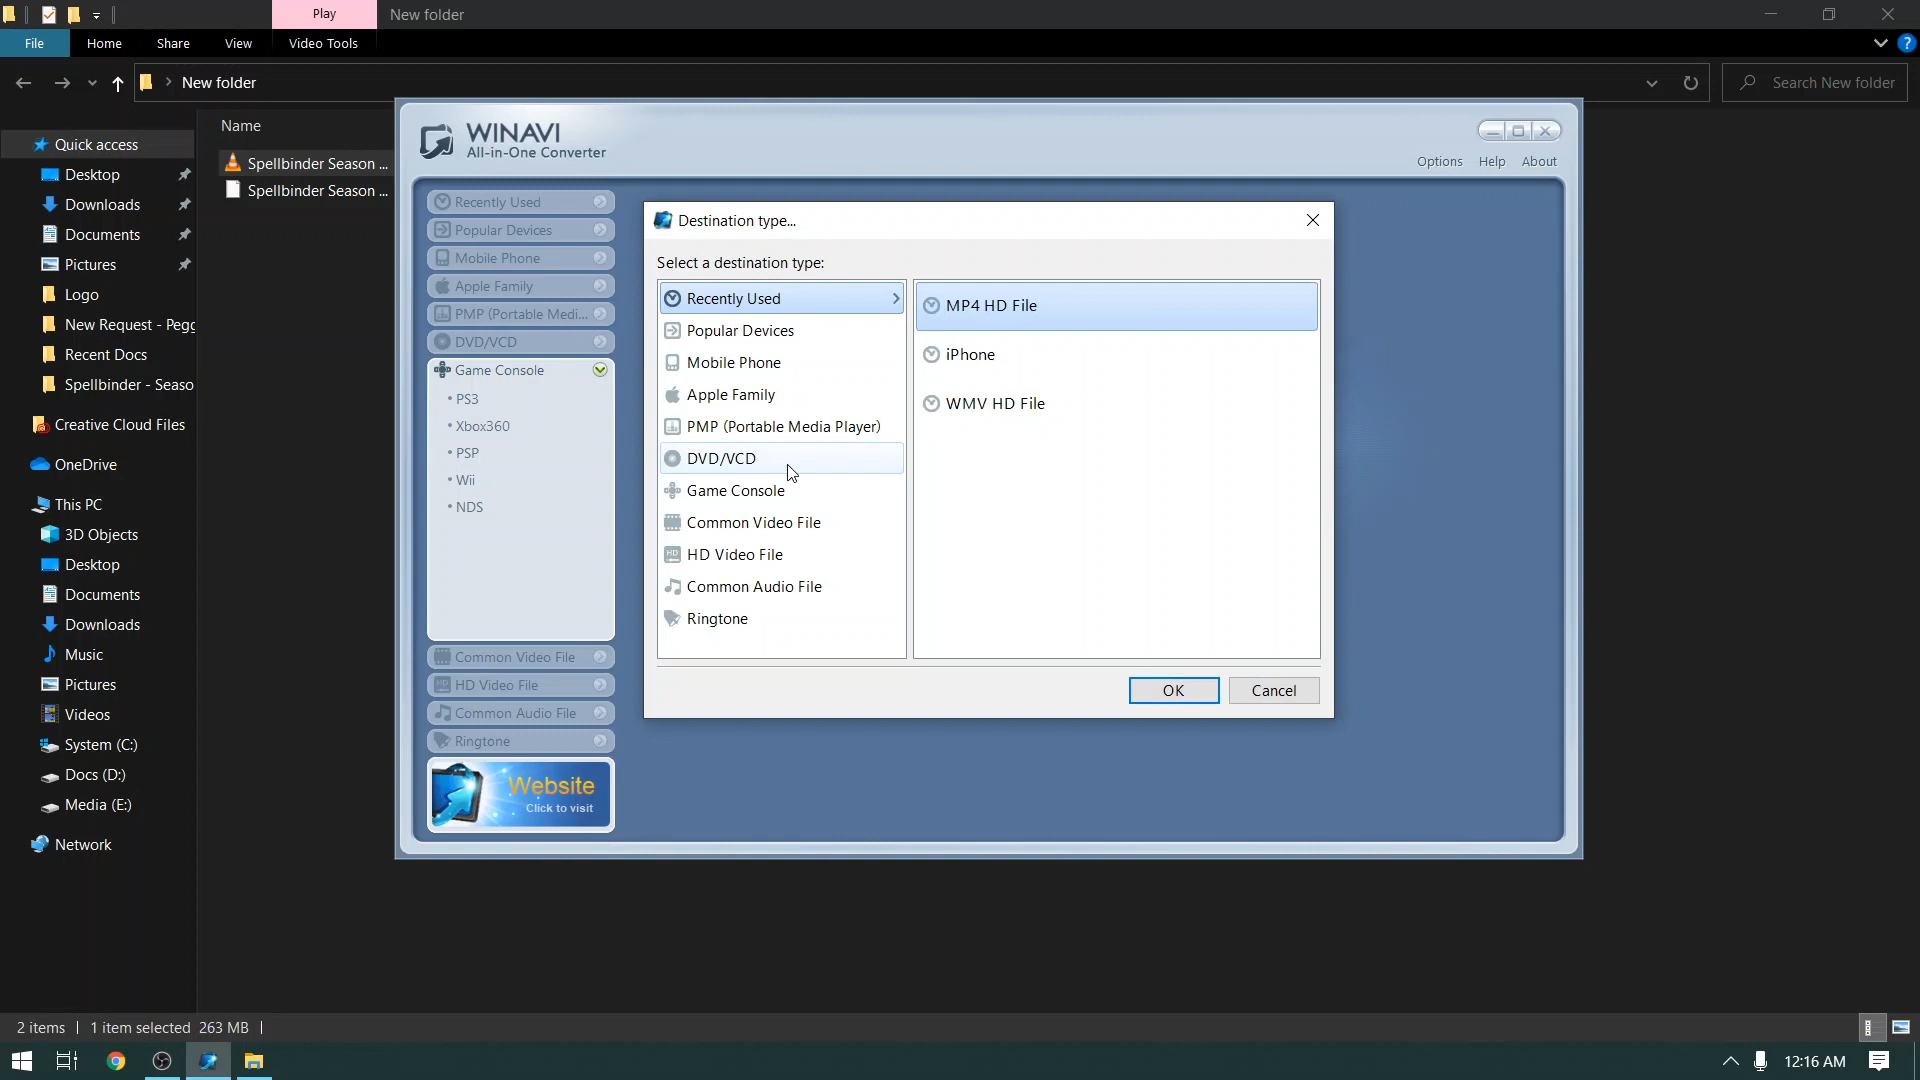 Play
New folder
File
Home
Share
View
Video Tools
New folder
Search New folder
Quick access
Desktop
Downloads
Documents
Pictures
Logo
New Request - Pegg
Recent Docs
Spellbinder - Seaso
Creative Cloud Files
OneDrive
This PC
3D Objects
Desktop
Documents
Downloads
Music
Pictures
Videos
System (C:)
Docs (D:)
Media (E:)
Network
Name
Spellbinder Season ...
Spellbinder Season ...
WINAVI
All-in-One Converter
Options
Help
About
Recently Used
Popular Devices
Mobile Phone
Apple Family
PMP (Portable Medi...
DVD/VCD
Game Console
• PS3
• Xbox360
• PSP
• Wii
• NDS
Common Video File
HD Video File
Common Audio File
Ringtone
Website
Click to visit
Destination type...
Select a destination type:
Recently Used
Popular Devices
Mobile Phone
Apple Family
PMP (Portable Media Player)
DVD/VCD
Game Console
Common Video File
HD Video File
Common Audio File
Ringtone
MP4 HD File
iPhone
WMV HD File
OK
Cancel
2 items
1 item selected 263 MB
12:16 AM